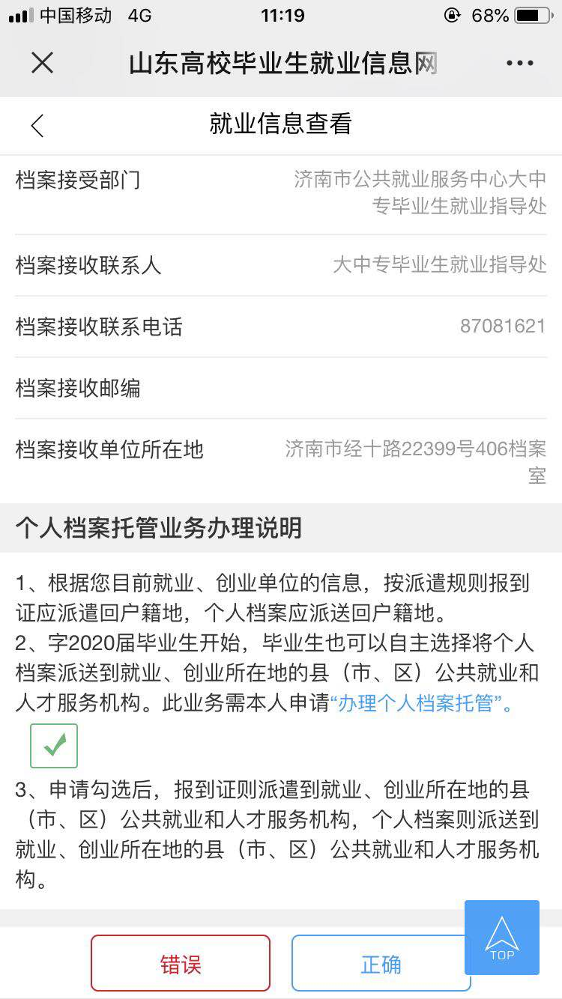 中国移动 4G 11:19 68%
山东高校毕业生就业信息网
就业信息查看
档案接受部门 济南市公共就业服务中心大中
专毕业生就业指导处
档案接收联系人 大中专毕业生就业指导处
档案接收联系电话 87081621
档案接收邮编
档案接收单位所在地 济南市经十路22399号406档案
室
个人档案托管业务办理说明
1、根据您目前就业、创业单位的信息，按派遣规则报到
证应派遣回户籍地，个人档案应派送回户籍地。
2、字2020届毕业生开始，毕业生也可以自主选择将个人
档案派送到就业、创业所在地的县（市、区）公共就业和
人才服务机构。此业务需本人申请“办理个人档案托管”。
3、申请勾选后，报到证则派遣到就业、创业所在地的县
（市、区）公共就业和人才服务机构，个人档案则派送到
就业、创业所在地的县（市、区）公共就业和人才服务机
构。
错误 正确
TOP